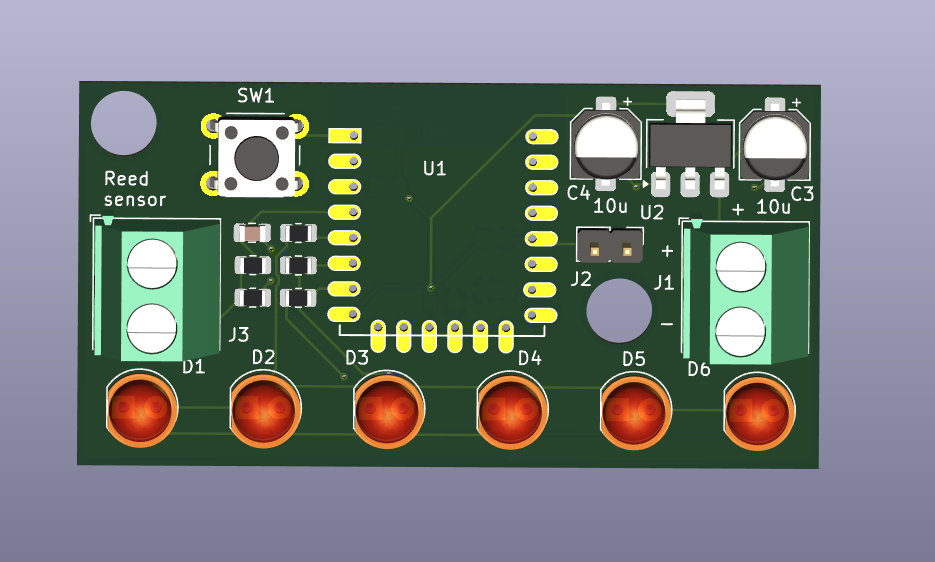 SW1
+
+
U1
Reed
sensor
C4
10u
U2
+
10u
C3
+
J2
J1
-
J3
D1
D2
D3
D4
D5
D6